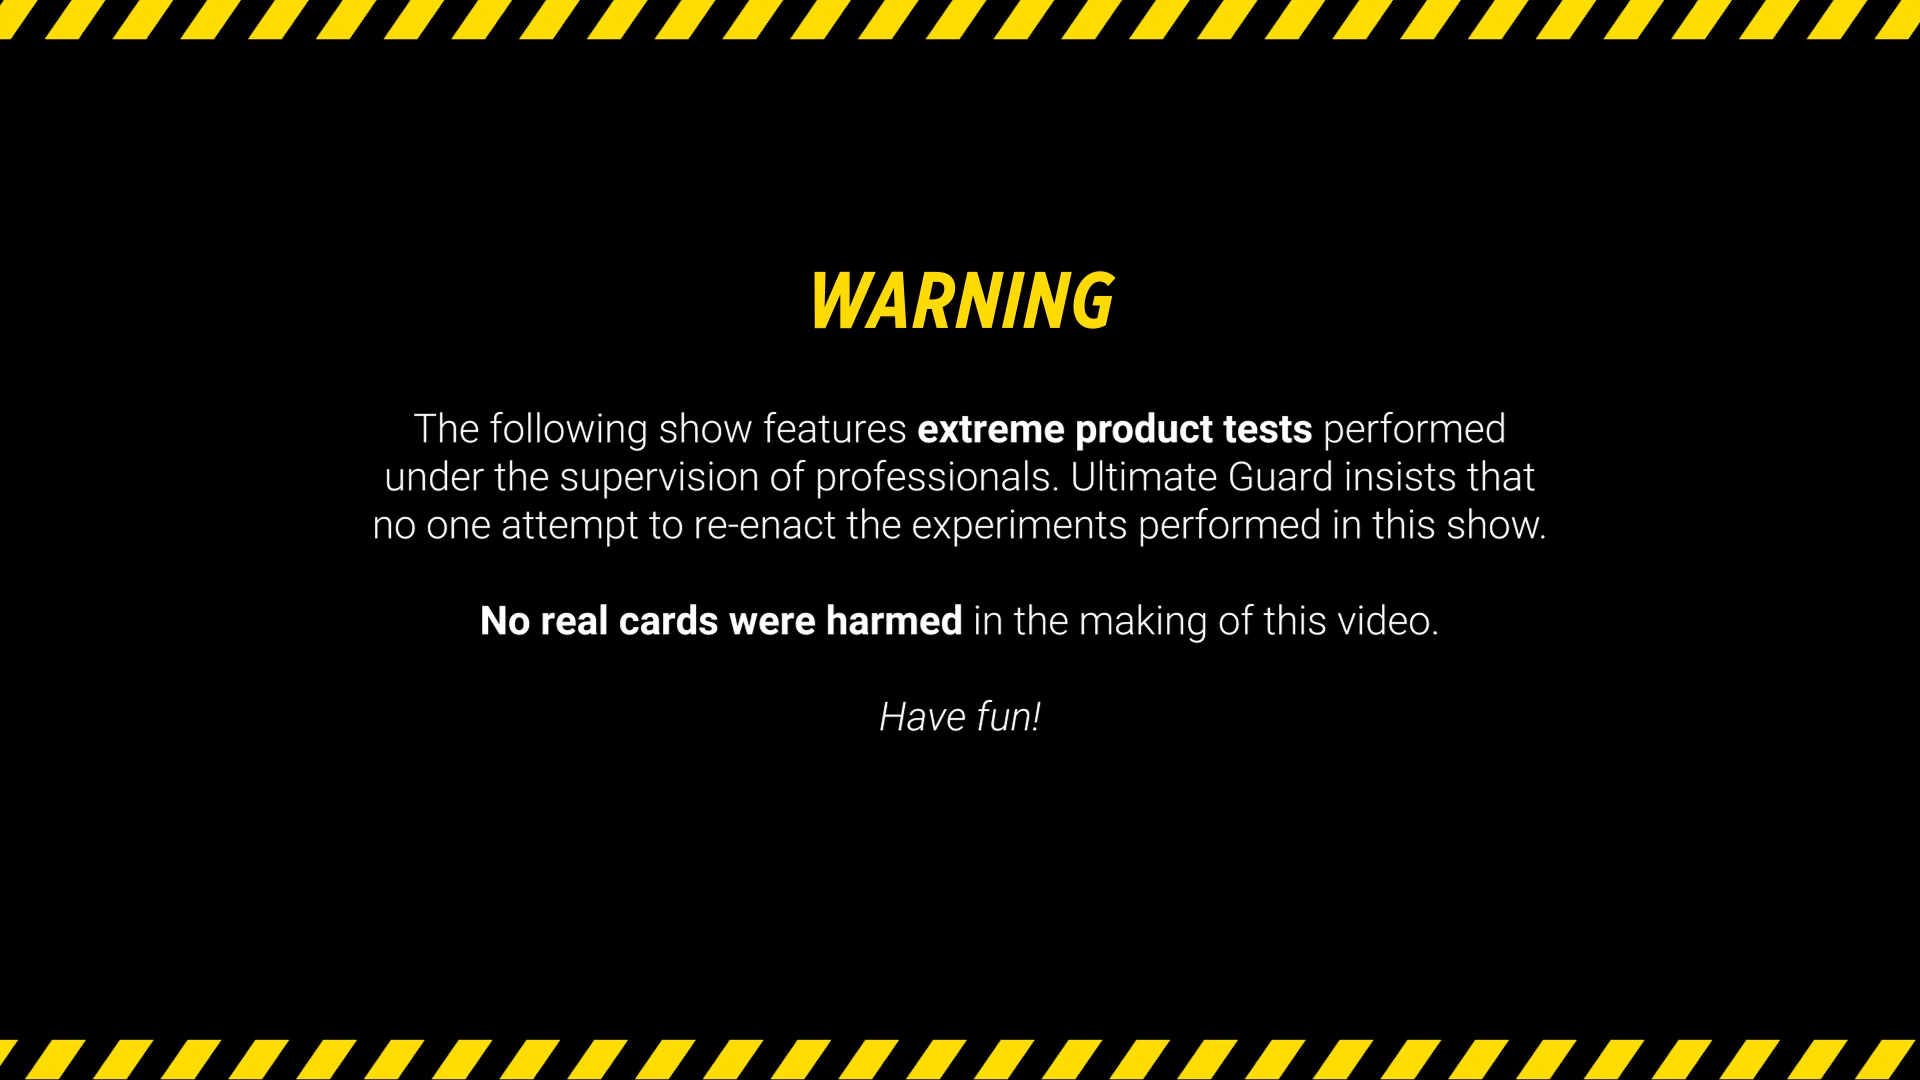 WARNING
The following show features extreme product tests performed
under the supervision of professionals. Ultimate Guard insists that
no one attempt to re-enact the experiments performed in this show.
No real cards were harmed in the making of this video.
Have fun!